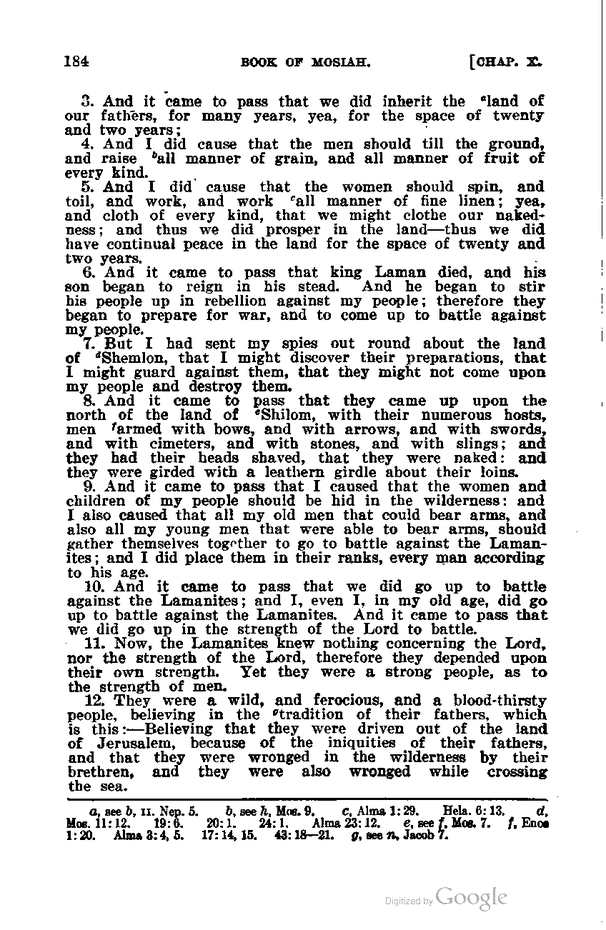 184 BOOK OF MOSIAH. [CHAP. X.
3. And it came to pass that we did inherit the ᵃland of
our fathers, for many years, yea, for the space of twenty
and two years;
4. And I did cause that the men should till the ground,
and raise ᵇall manner of grain, and all manner of fruit of
every kind.
5. And I did cause that the women should spin, and
toil, and work, and work ᶜall manner of fine linen; yea,
and cloth of every kind, that we might clothe our naked-
ness; and thus we did prosper in the land—thus we did
have continual peace in the land for the space of twenty and
two years.
6. And it came to pass that king Laman died, and his
son began to reign in his stead. And he began to stir
his people up in rebellion against my people; therefore they
began to prepare for war, and to come up to battle against
my people.
7. But I had sent my spies out round about the land
of ᵈShemlon, that I might discover their preparations, that
I might guard against them, that they might not come upon
my people and destroy them.
8. And it came to pass that they came up upon the
north of the land of ᵉShilom, with their numerous hosts,
men ᶠarmed with bows, and with arrows, and with swords,
and with cimeters, and with stones, and with slings; and
they had their heads shaved, that they were naked: and
they were girded with a leathern girdle about their loins.
9. And it came to pass that I caused that the women and
children of my people should be hid in the wilderness: and
I also caused that all my old men that could bear arms, and
also all my young men that were able to bear arms, should
gather themselves together to go to battle against the Laman-
ites; and I did place them in their ranks, every man according
to his age.
10. And it came to pass that we did go up to battle
against the Lamanites; and I, even I, in my old age, did go
up to battle against the Lamanites. And it came to pass that
we did go up in the strength of the Lord to battle.
11. Now, the Lamanites knew nothing concerning the Lord,
nor the strength of the Lord, therefore they depended upon
their own strength. Yet they were a strong people, as to
the strength of men.
12. They were a wild, and ferocious, and a blood-thirsty
people, believing in the ᵍtradition of their fathers, which
is this:—Believing that they were driven out of the land
of Jerusalem, because of the iniquities of their fathers,
and that they were wronged in the wilderness by their
brethren, and they were also wronged while crossing
the sea.
a, see b, II. Nep. 5. b, see h, Mos. 9. c, Alma 1:29. Hela. 6:13. d,
Mos. 11:12. 19:6. 20:1. 24:1. Alma 23:12. e, see f, Mos. 7. f, Enos
1:20. Alma 3:4, 5. 17:14, 15. 43:18—21. g, see n, Jacob 7.
Digitized by Google